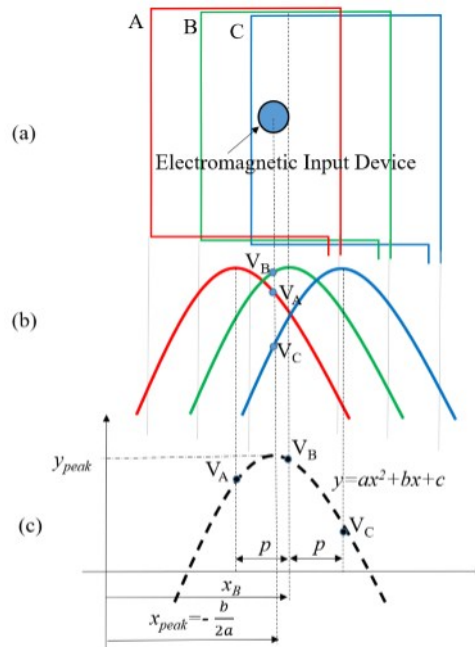 A
B
C
(a)
Electromagnetic Input Device
V_B
V_A
(b)
V_C
y_peak
V_A
V_B
y=ax²+bx+c
(c)
V_C
p
p
x_B
x_peak=-b/2a